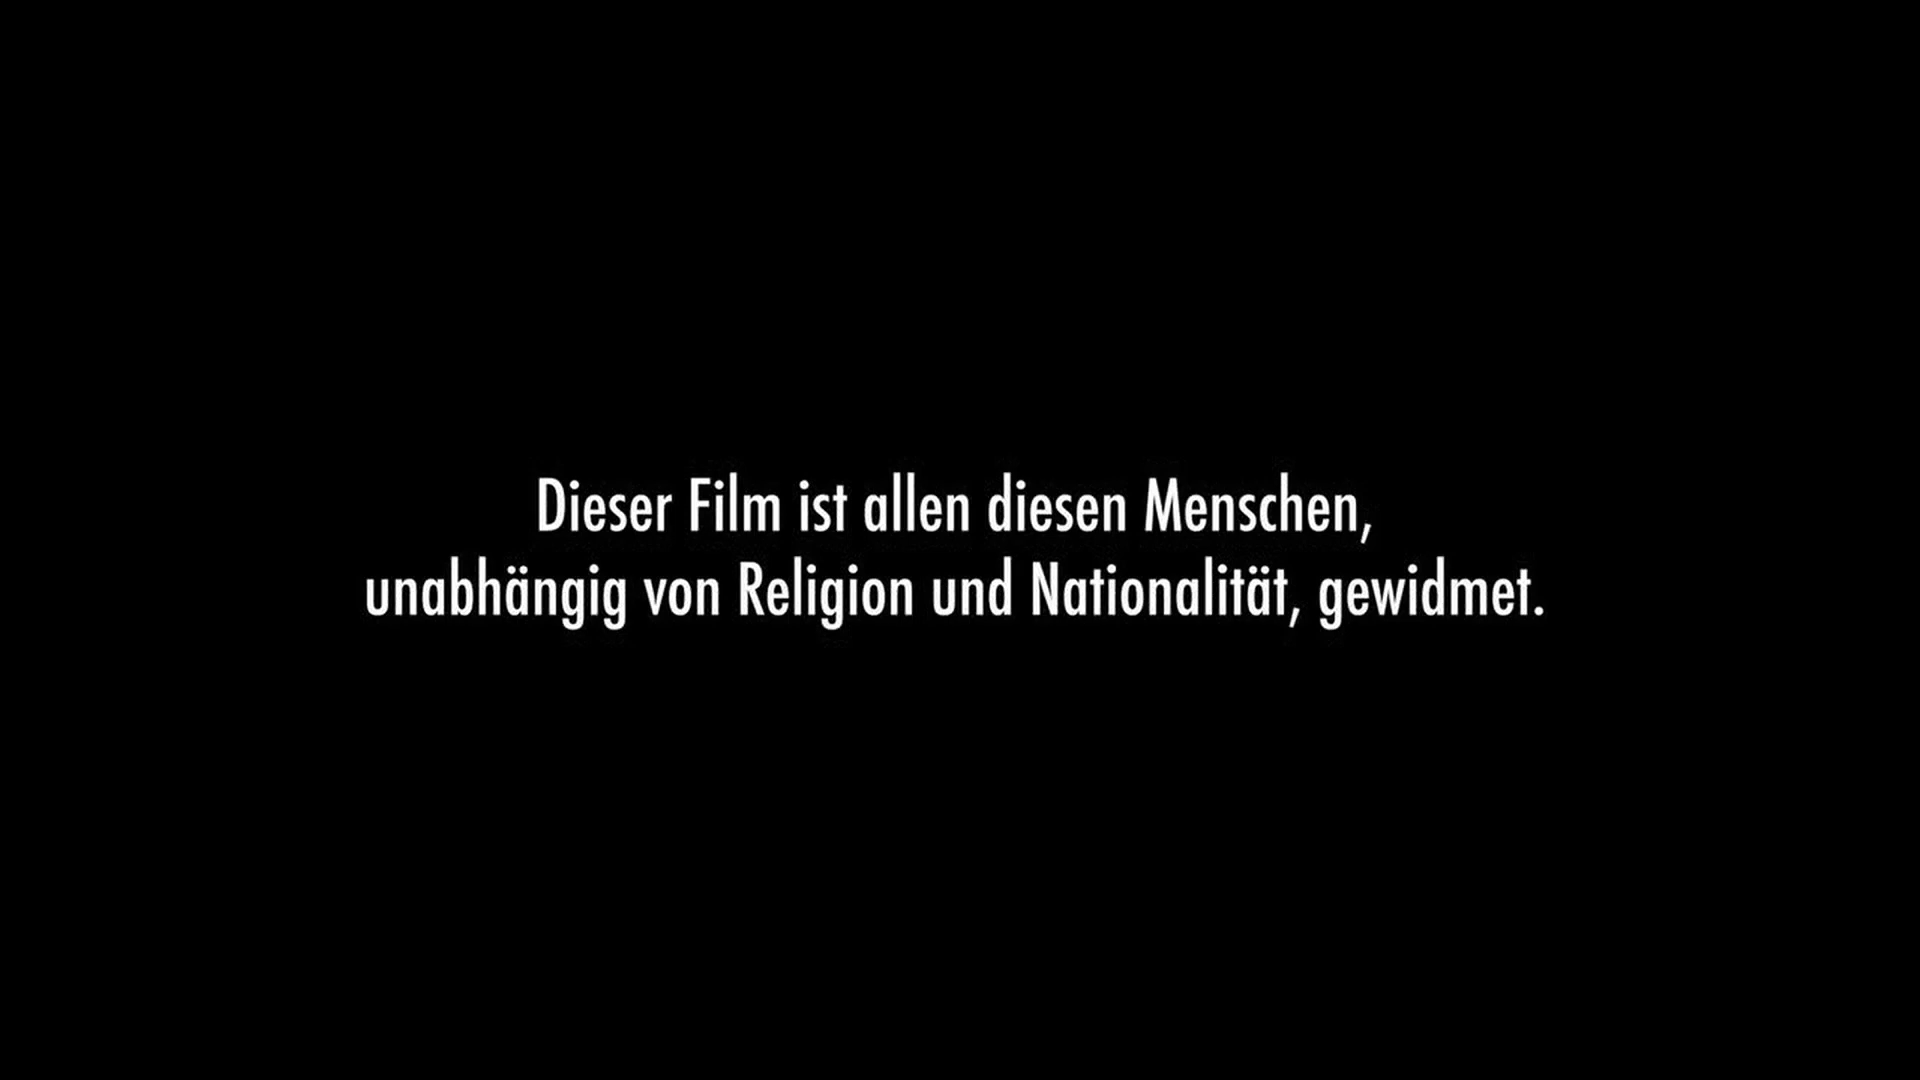 Dieser Film ist allen diesen Menschen,
unabhängig von Religion und Nationalität, gewidmet.